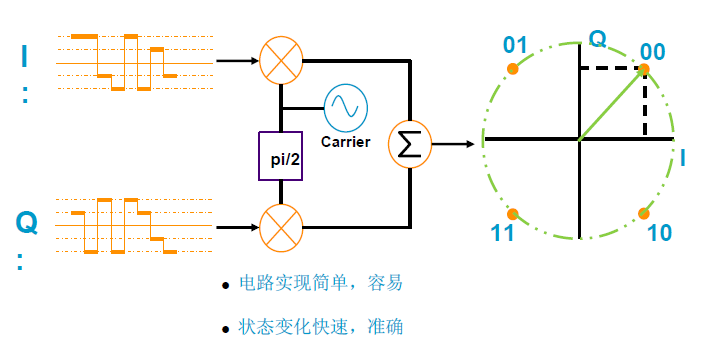 I
:
Q
01
00
Carrier
Σ
pi/2
I
Q
:
11
10
电路实现简单，容易
状态变化快速，准确